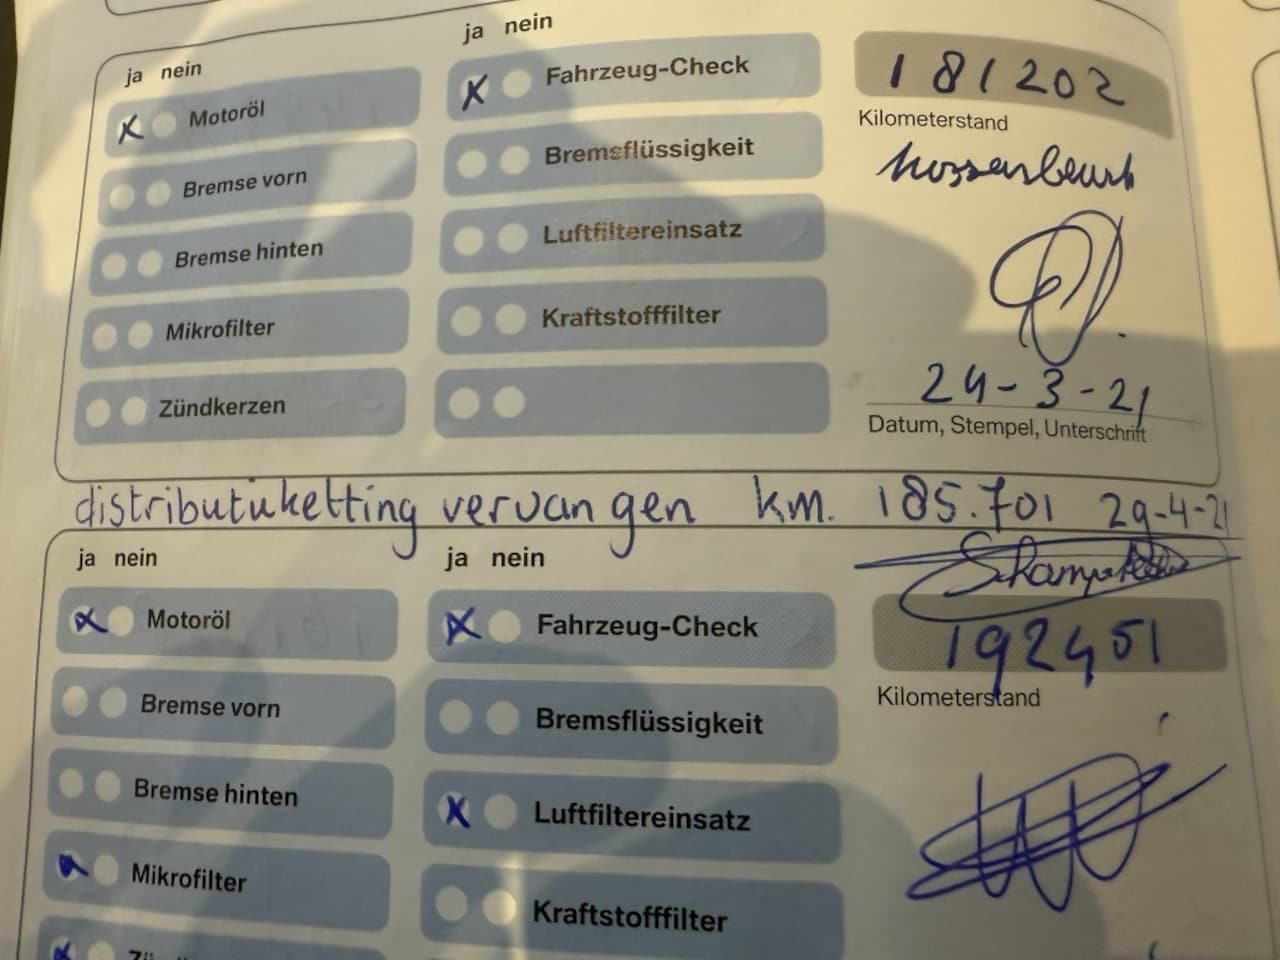 ja nein
ja nein
X Motoröl
X Fahrzeug-Check
181202
Kilometerstand
Bremse vorn
Bremsflüssigkeit
Bremse hinten
Luftfiltereinsatz
Mikrofilter
Kraftstofffilter
Zündkerzen
24-3-21
Datum, Stempel, Unterschrift
distributieketting vervangen km. 185.701 29-4-21
ja nein
ja nein
X Motoröl
X Fahrzeug-Check
192451
Kilometerstand
Bremse vorn
Bremsflüssigkeit
Bremse hinten
X Luftfiltereinsatz
X Mikrofilter
Kraftstofffilter